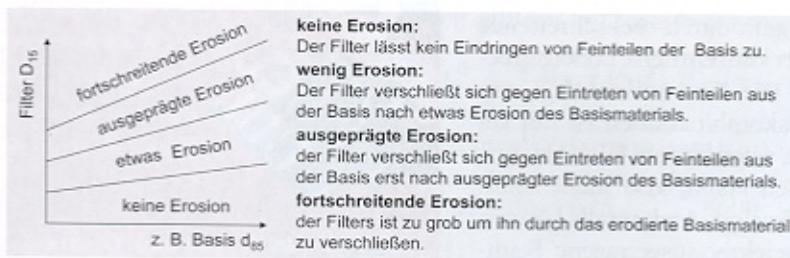 Filter D₁₅
fortschreitende Erosion
ausgeprägte Erosion
etwas Erosion
keine Erosion
z. B. Basis d₈₅
keine Erosion:
Der Filter lässt kein Eindringen von Feinteilen der Basis zu.
wenig Erosion:
Der Filter verschließt sich gegen Eintreten von Feinteilen aus
der Basis nach etwas Erosion des Basismaterials.
ausgeprägte Erosion:
der Filter verschließt sich gegen Eintreten von Feinteilen aus
der Basis erst nach ausgeprägter Erosion des Basismaterials.
fortschreitende Erosion:
der Filters ist zu grob um ihn durch das erodierte Basismaterial
zu verschließen.